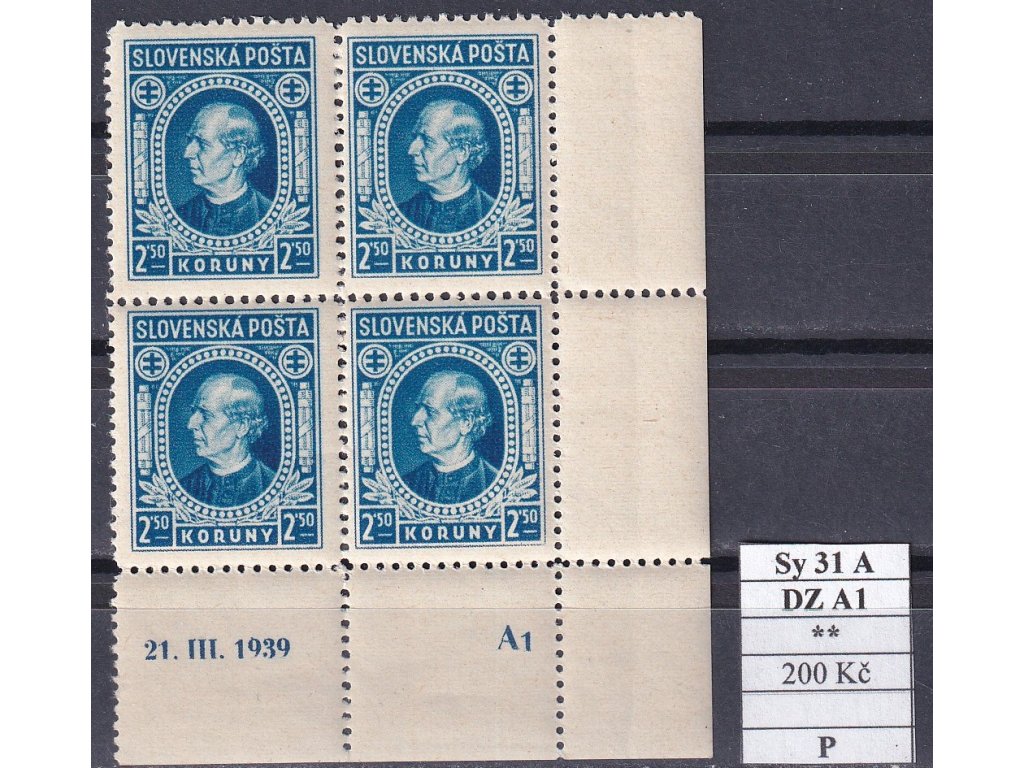 SLOVENSKÁ POŠTA SLOVENSKÁ POŠTA
2'50 KORUNY 2'50 2'50 KORUNY 2'50
SLOVENSKÁ POŠTA SLOVENSKÁ POŠTA
2'50 KORUNY 2'50 2'50 KORUNY 2'50
21. III. 1939 A1
Sy 31 A
DZ A1
**
200 Kč
P